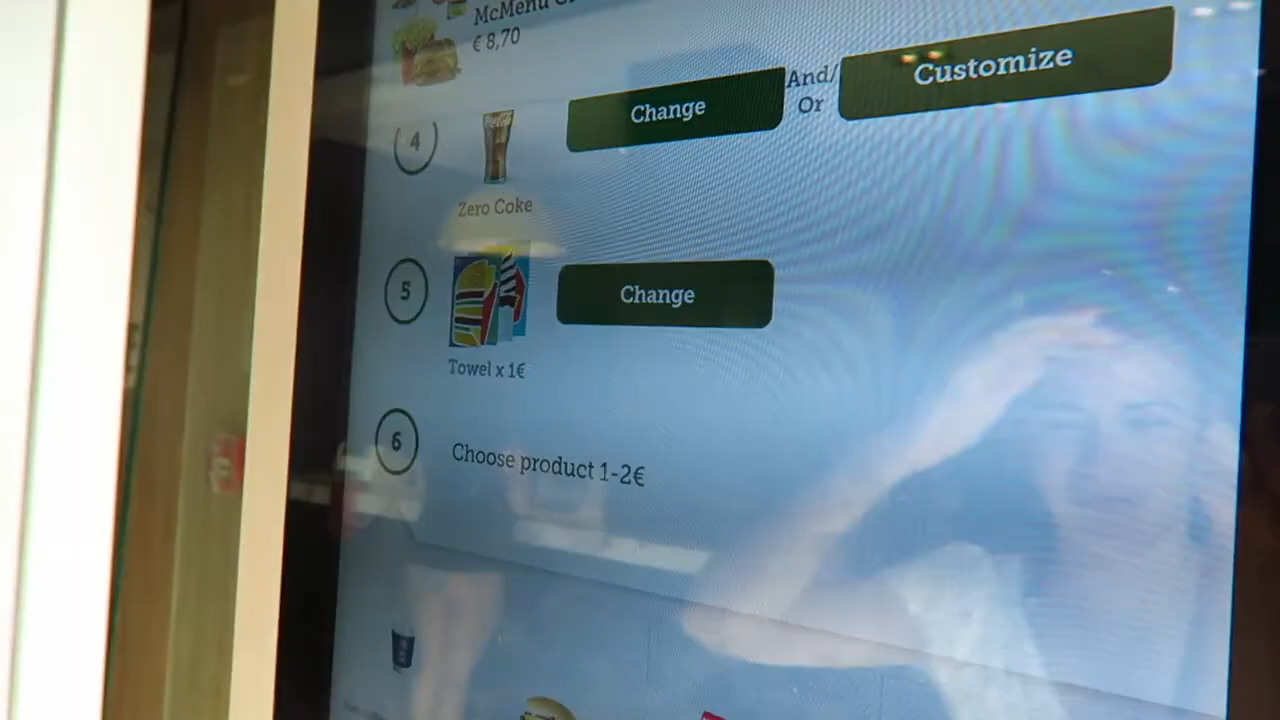 McMenu
€ 8,70
Change
And/
Or
Customize
4
Zero Coke
5
Change
Towel x 1€
6
Choose product 1-2€